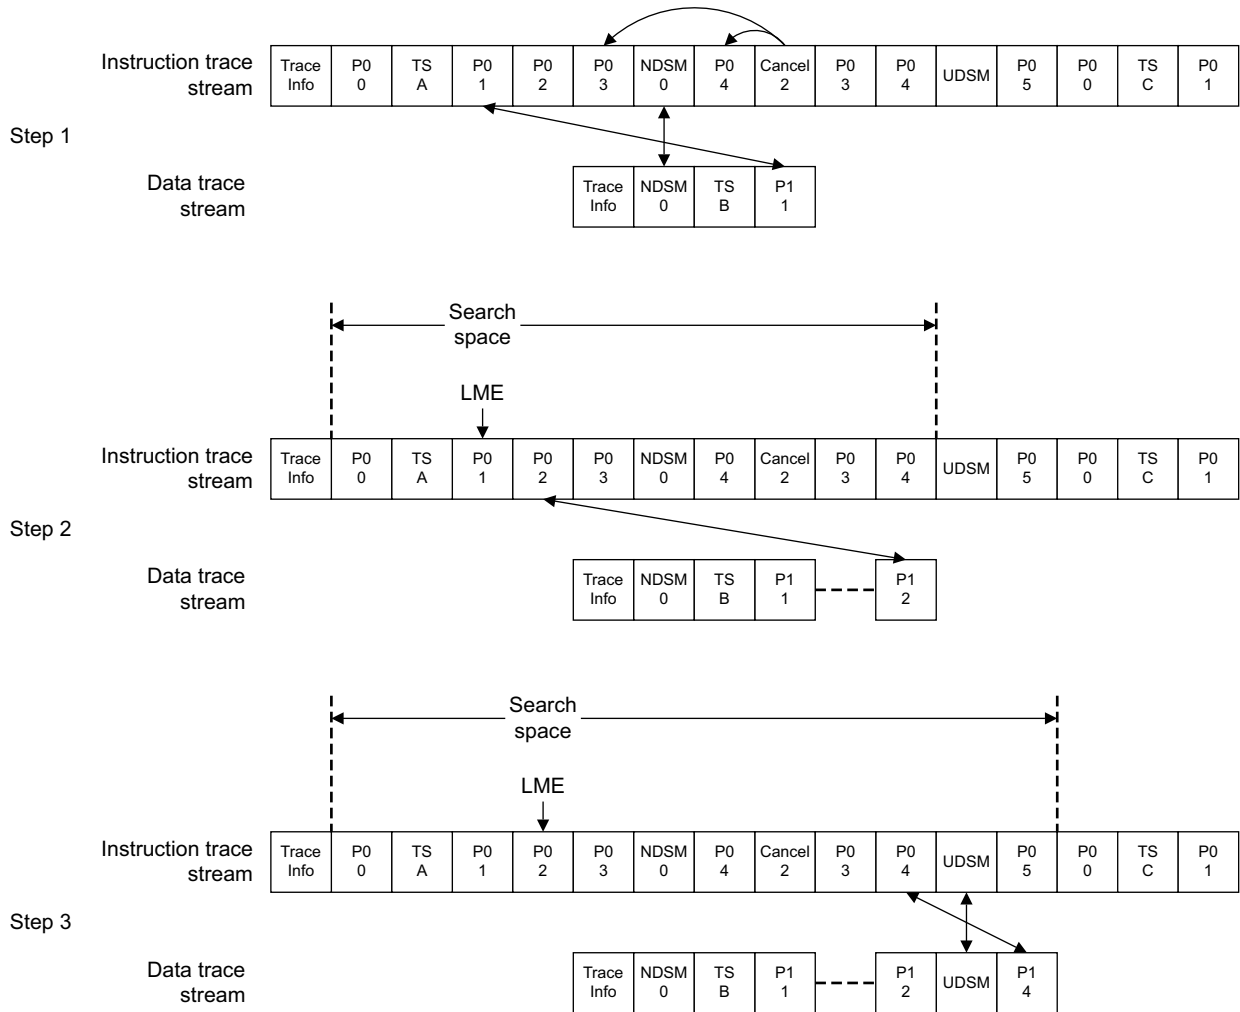 Instruction trace
stream
Trace Info P0 0 TS A P0 1 P0 2 P0 3 NDSM 0 P0 4 Cancel 2 P0 3 P0 4 UDSM P0 5 P0 0 TS C P0 1
Step 1
Data trace
stream
Trace Info NDSM 0 TS B P1 1
Search
space
LME
Instruction trace
stream
Trace Info P0 0 TS A P0 1 P0 2 P0 3 NDSM 0 P0 4 Cancel 2 P0 3 P0 4 UDSM P0 5 P0 0 TS C P0 1
Step 2
Data trace
stream
Trace Info NDSM 0 TS B P1 1 P1 2
Search
space
LME
Instruction trace
stream
Trace Info P0 0 TS A P0 1 P0 2 P0 3 NDSM 0 P0 4 Cancel 2 P0 3 P0 4 UDSM P0 5 P0 0 TS C P0 1
Step 3
Data trace
stream
Trace Info NDSM 0 TS B P1 1 P1 2 UDSM P1 4